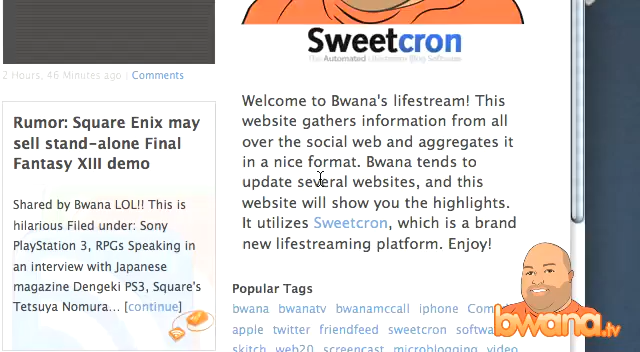 Sweetcron
The Automated Lifestream Blog Software
2 Hours, 46 Minutes ago | Comments
Rumor: Square Enix may
sell stand-alone Final
Fantasy XIII demo
Shared by Bwana LOL!! This is
hilarious Filed under: Sony
PlayStation 3, RPGs Speaking in
an interview with Japanese
magazine Dengeki PS3, Square's
Tetsuya Nomura... [continue]
Welcome to Bwana's lifestream! This
website gathers information from all
over the social web and aggregates it
in a nice format. Bwana tends to
update several websites, and this
website will show you the highlights.
It utilizes Sweetcron, which is a brand
new lifestreaming platform. Enjoy!
Popular Tags
bwana bwanatv bwanamccall iphone
apple twitter friendfeed sweetcron
skitch web20 screencast microblogging video
bwana.tv